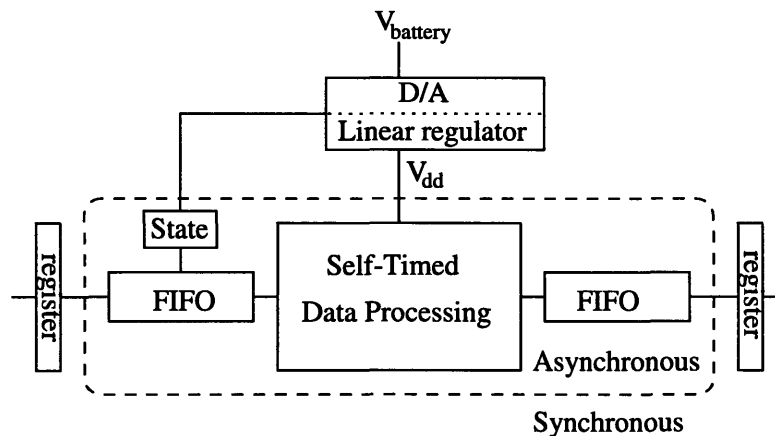 V_battery
D/A
Linear regulator
V_dd
State
register
FIFO
Self-Timed
Data Processing
FIFO
register
Asynchronous
Synchronous